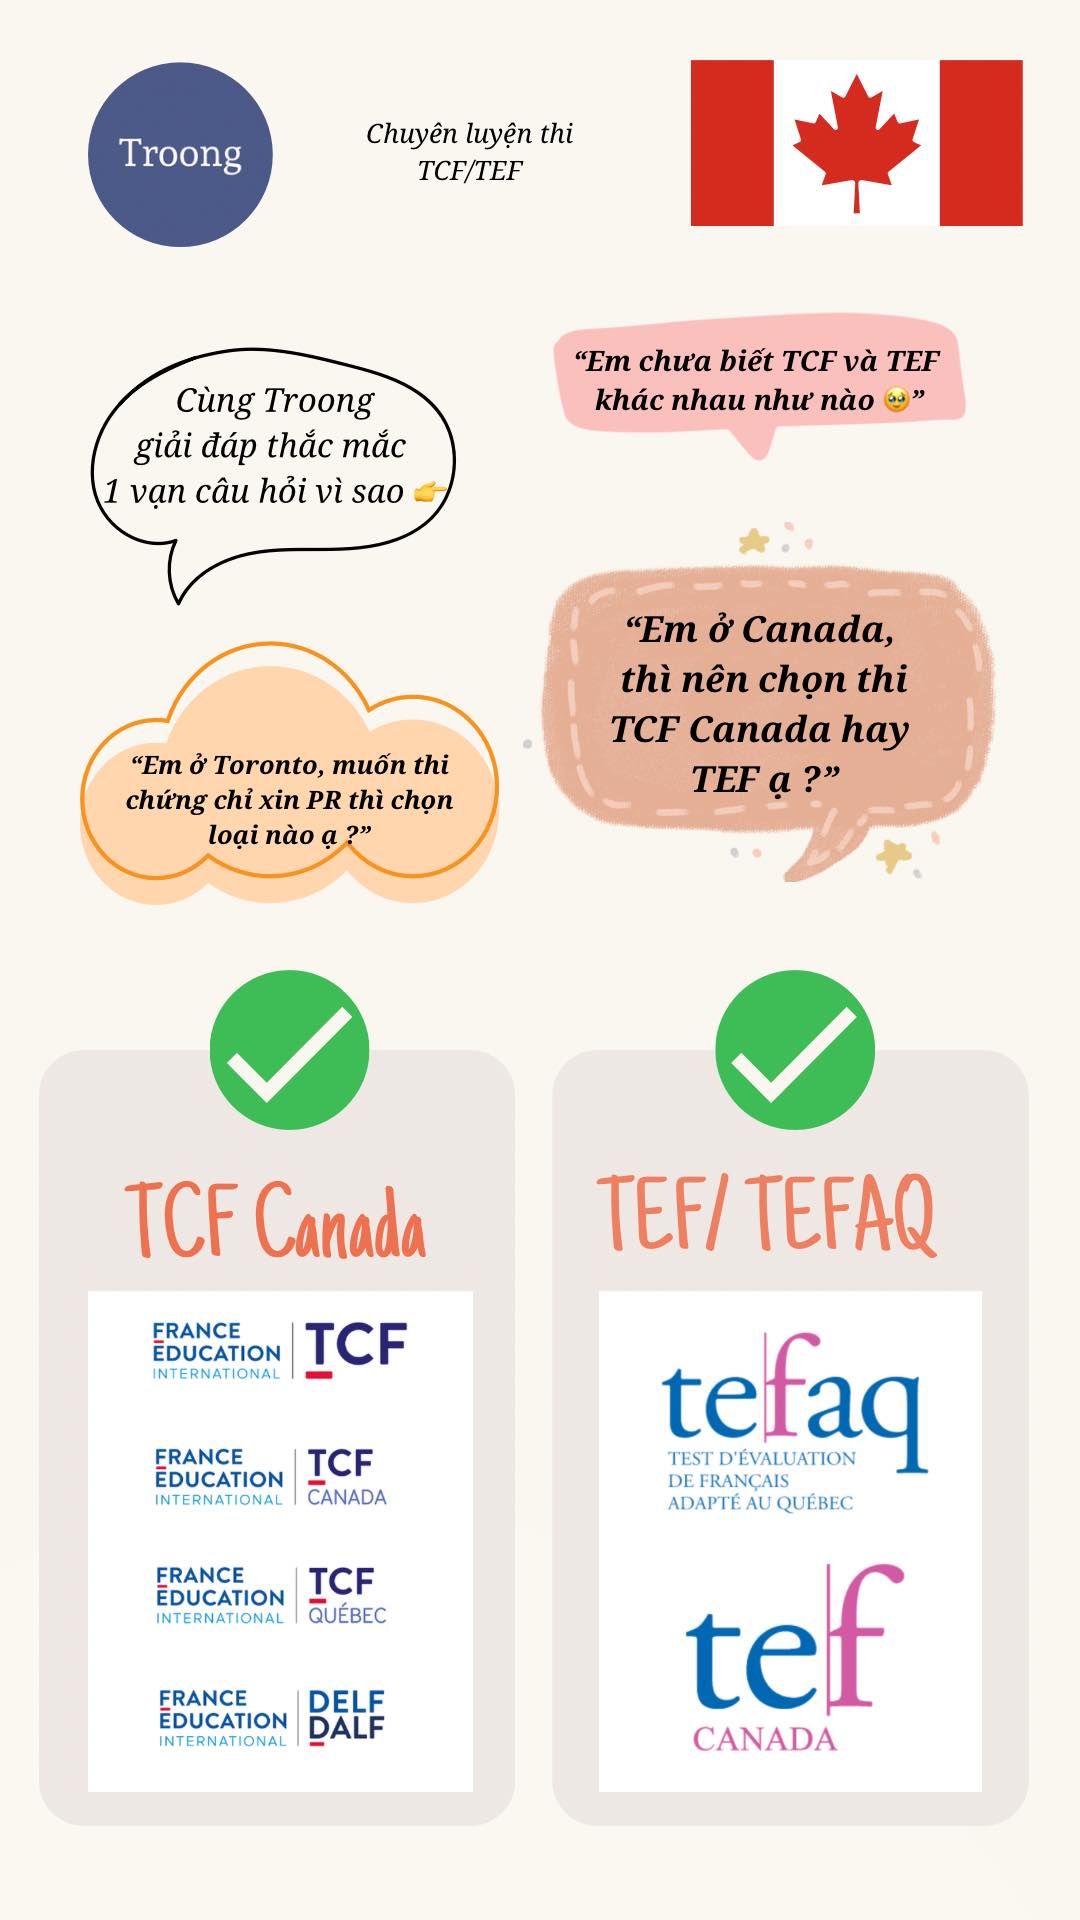 Troong
Chuyên luyện thi
TCF/TEF
Cùng Troong
giải đáp thắc mắc
1 vạn câu hỏi vì sao 👉
“Em chưa biết TCF và TEF
khác nhau như nào 🥹”
“Em ở Canada,
thì nên chọn thi
TCF Canada hay
TEF ạ ?”
“Em ở Toronto, muốn thi
chứng chỉ xin PR thì chọn
loại nào ạ ?”
TCF Canada
FRANCE
ÉDUCATION
INTERNATIONAL
TCF
FRANCE
ÉDUCATION
INTERNATIONAL
TCF
CANADA
FRANCE
ÉDUCATION
INTERNATIONAL
TCF
QUÉBEC
FRANCE
ÉDUCATION
INTERNATIONAL
DELF
DALF
TEF/ TEFAQ
tefaq
TEST D'ÉVALUATION
DE FRANÇAIS
ADAPTÉ AU QUÉBEC
tef
CANADA